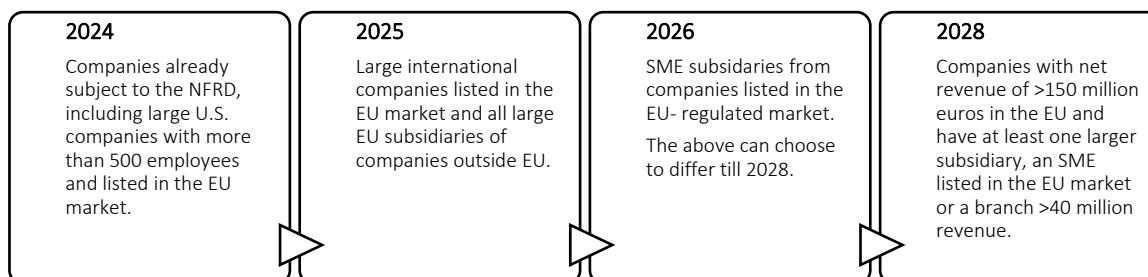 2024
Companies already
subject to the NFRD,
including large U.S.
companies with more
than 500 employees
and listed in the EU
market.
2025
Large international
companies listed in the
EU market and all large
EU subsidiaries of
companies outside EU.
2026
SME subsidaries from
companies listed in the
EU- regulated market.
The above can choose
to differ till 2028.
2028
Companies with net
revenue of >150 million
euros in the EU and
have at least one larger
subsidiary, an SME
listed in the EU market
or a branch >40 million
revenue.